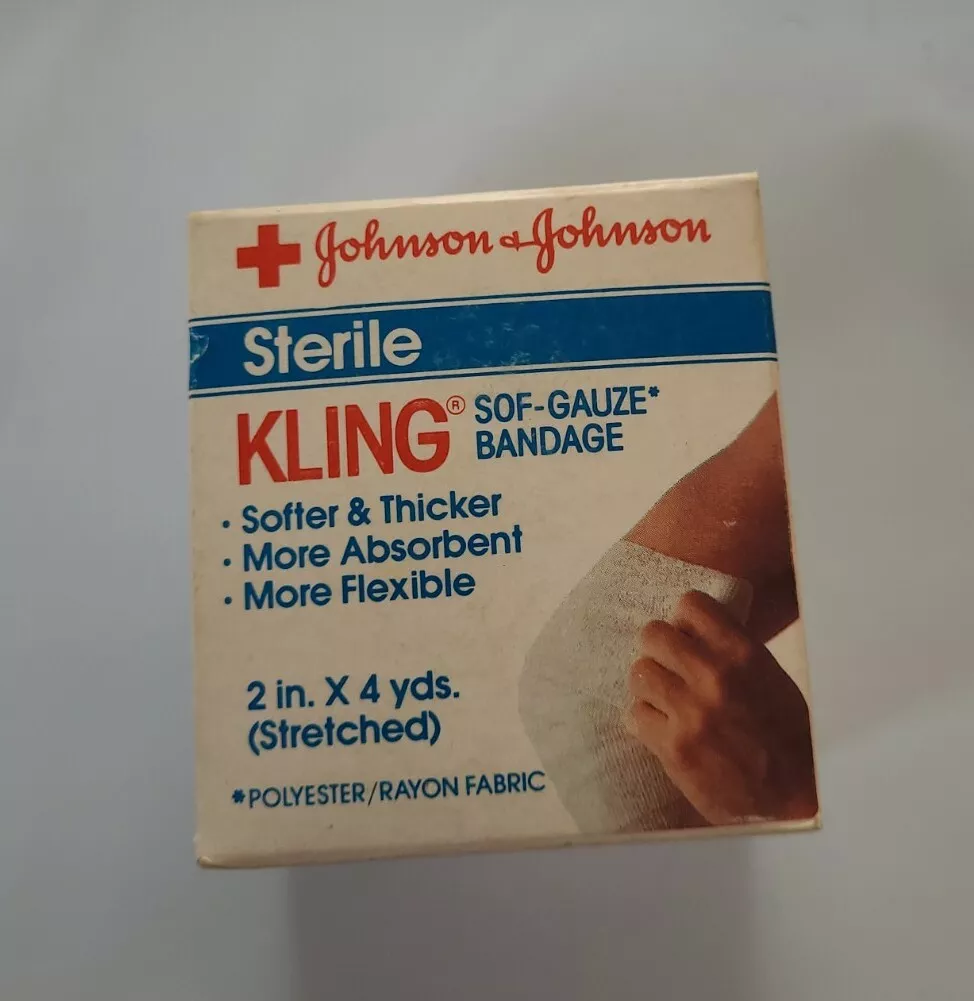 Johnson & Johnson
Sterile
KLING® SOF-GAUZE*
BANDAGE
· Softer & Thicker
· More Absorbent
· More Flexible
2 in. X 4 yds.
(Stretched)
*POLYESTER/RAYON FABRIC